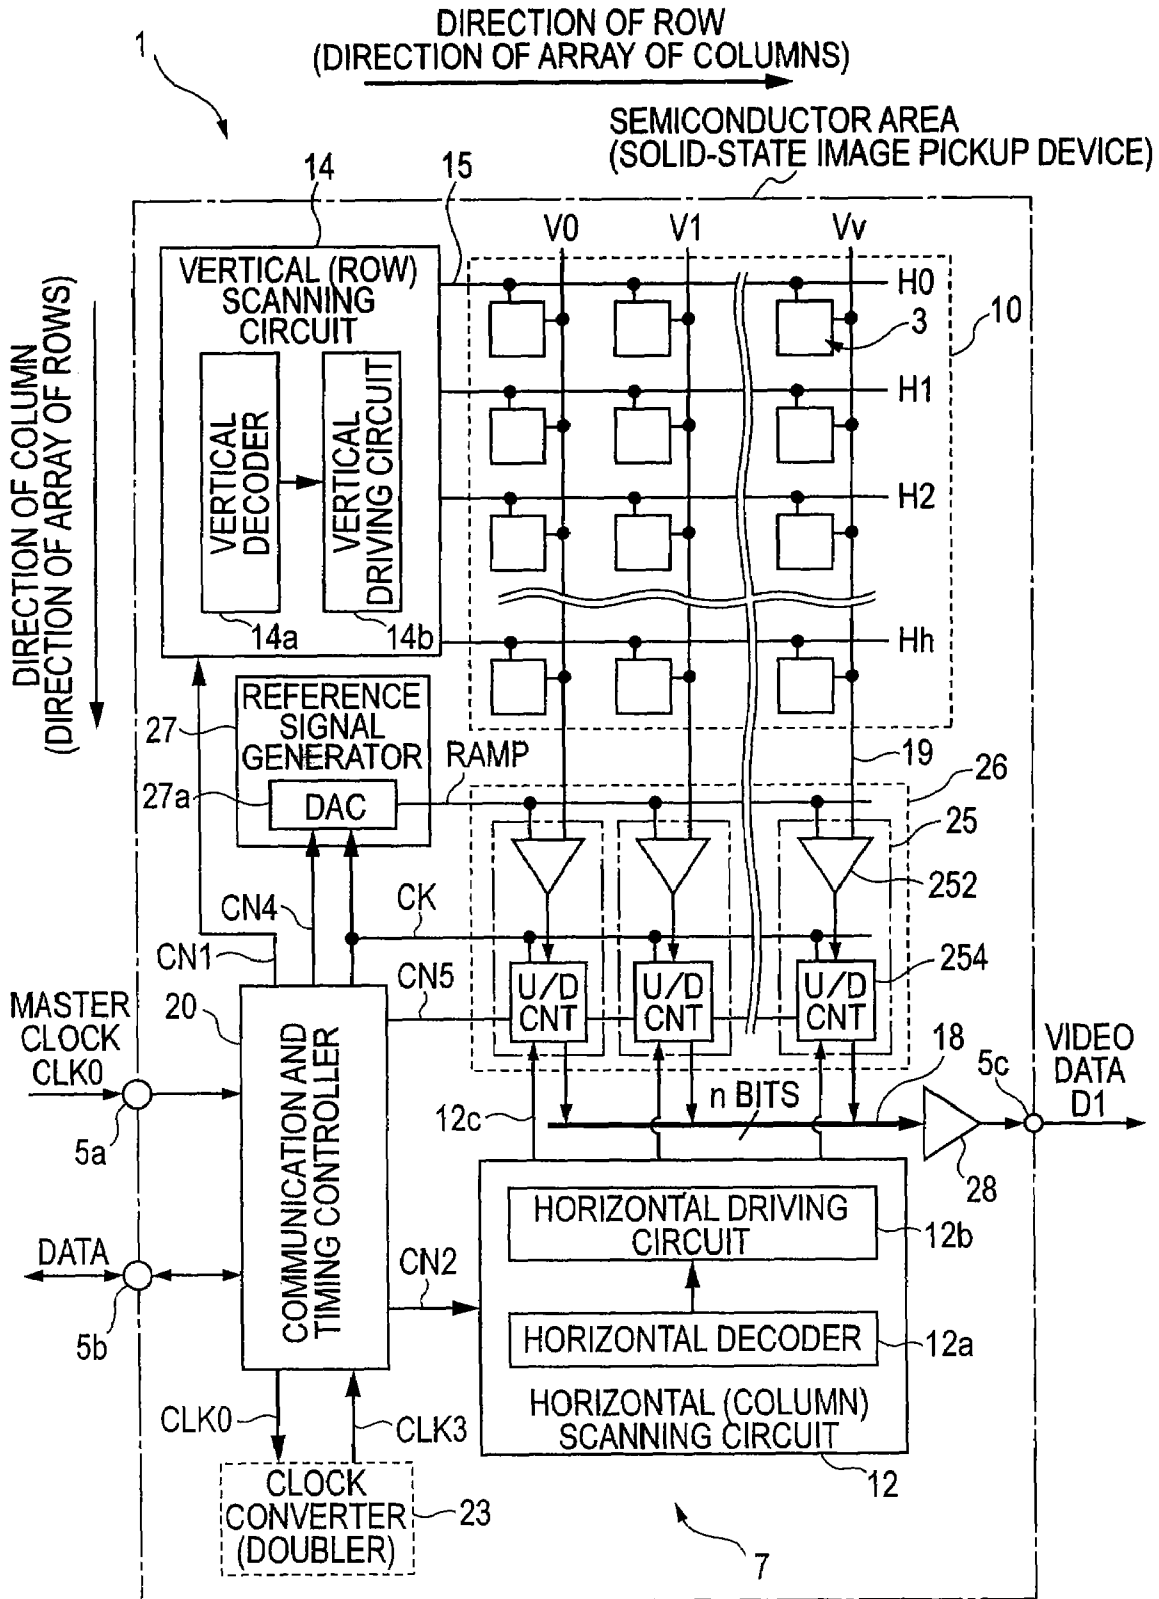 DIRECTION OF ROW
(DIRECTION OF ARRAY OF COLUMNS)
1
SEMICONDUCTOR AREA
(SOLID-STATE IMAGE PICKUP DEVICE)
14
15
V0
V1
Vv
VERTICAL (ROW)
SCANNING
CIRCUIT
H0
3
10
H1
H2
Hh
DIRECTION OF COLUMN
(DIRECTION OF ARRAY OF ROWS)
VERTICAL
DECODER
VERTICAL
DRIVING CIRCUIT
14a
14b
REFERENCE
SIGNAL
GENERATOR
27
27a
DAC
RAMP
19
26
25
252
CN4
CK
CN1
CN5
U/D
CNT
U/D
CNT
U/D
CNT
254
MASTER
CLOCK
CLK0
20
5a
COMMUNICATION AND
TIMING CONTROLLER
12c
n BITS
18
5c
VIDEO
DATA
D1
28
DATA
5b
CN2
HORIZONTAL DRIVING
CIRCUIT
12b
HORIZONTAL DECODER
12a
HORIZONTAL (COLUMN)
SCANNING CIRCUIT
12
CLK0
CLK3
CLOCK
CONVERTER
(DOUBLER)
23
7